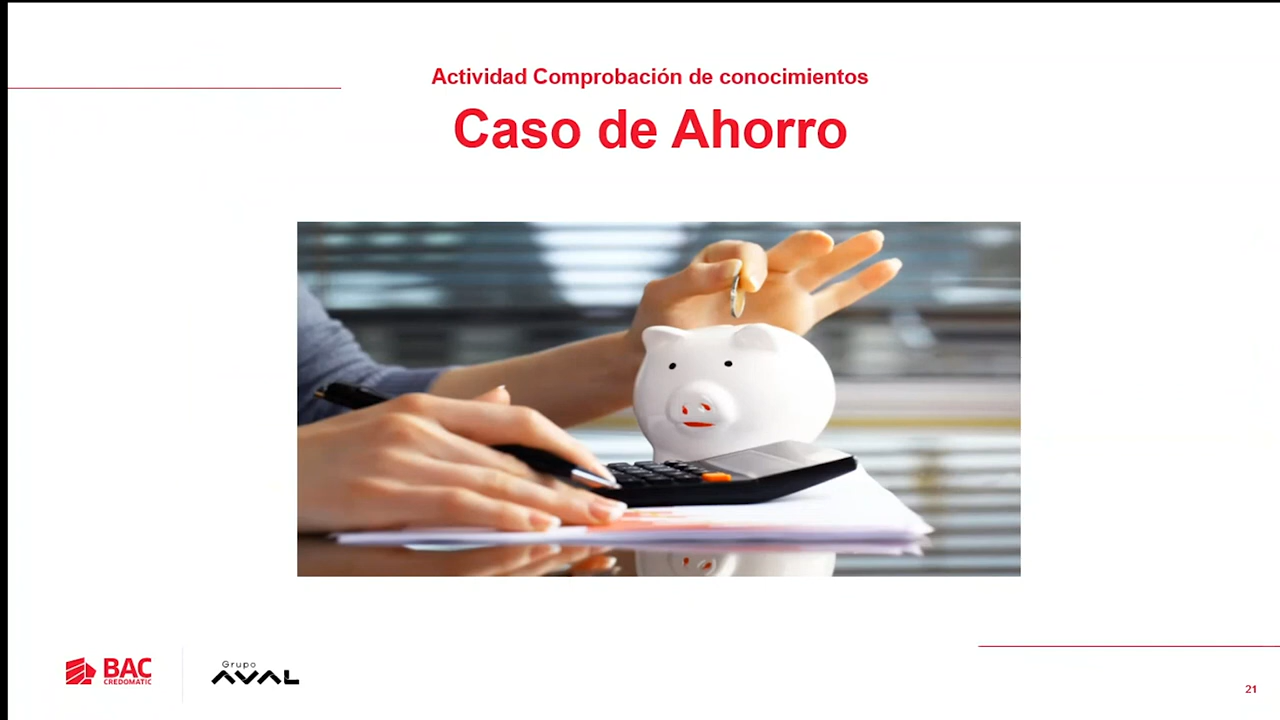 Actividad Comprobación de conocimientos
Caso de Ahorro
BAC
CREDOMATIC
Grupo
AVAL
21